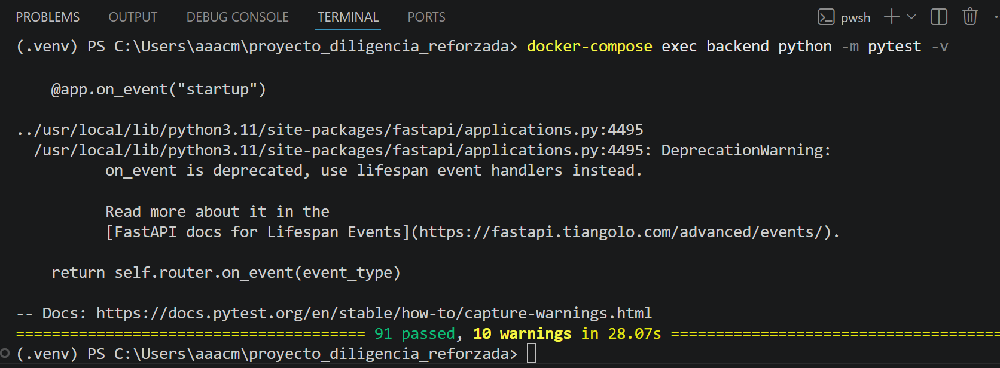 PROBLEMS OUTPUT DEBUG CONSOLE TERMINAL PORTS pwsh
(.venv) PS C:\Users\aaacm\proyecto_diligencia_reforzada> docker-compose exec backend python -m pytest -v
@app.on_event("startup")
../usr/local/lib/python3.11/site-packages/fastapi/applications.py:4495
/usr/local/lib/python3.11/site-packages/fastapi/applications.py:4495: DeprecationWarning:
on_event is deprecated, use lifespan event handlers instead.
Read more about it in the
[FastAPI docs for Lifespan Events](https://fastapi.tiangolo.com/advanced/events/).
return self.router.on_event(event_type)
-- Docs: https://docs.pytest.org/en/stable/how-to/capture-warnings.html
======================================= 91 passed, 10 warnings in 28.07s =====================================
(.venv) PS C:\Users\aaacm\proyecto_diligencia_reforzada>